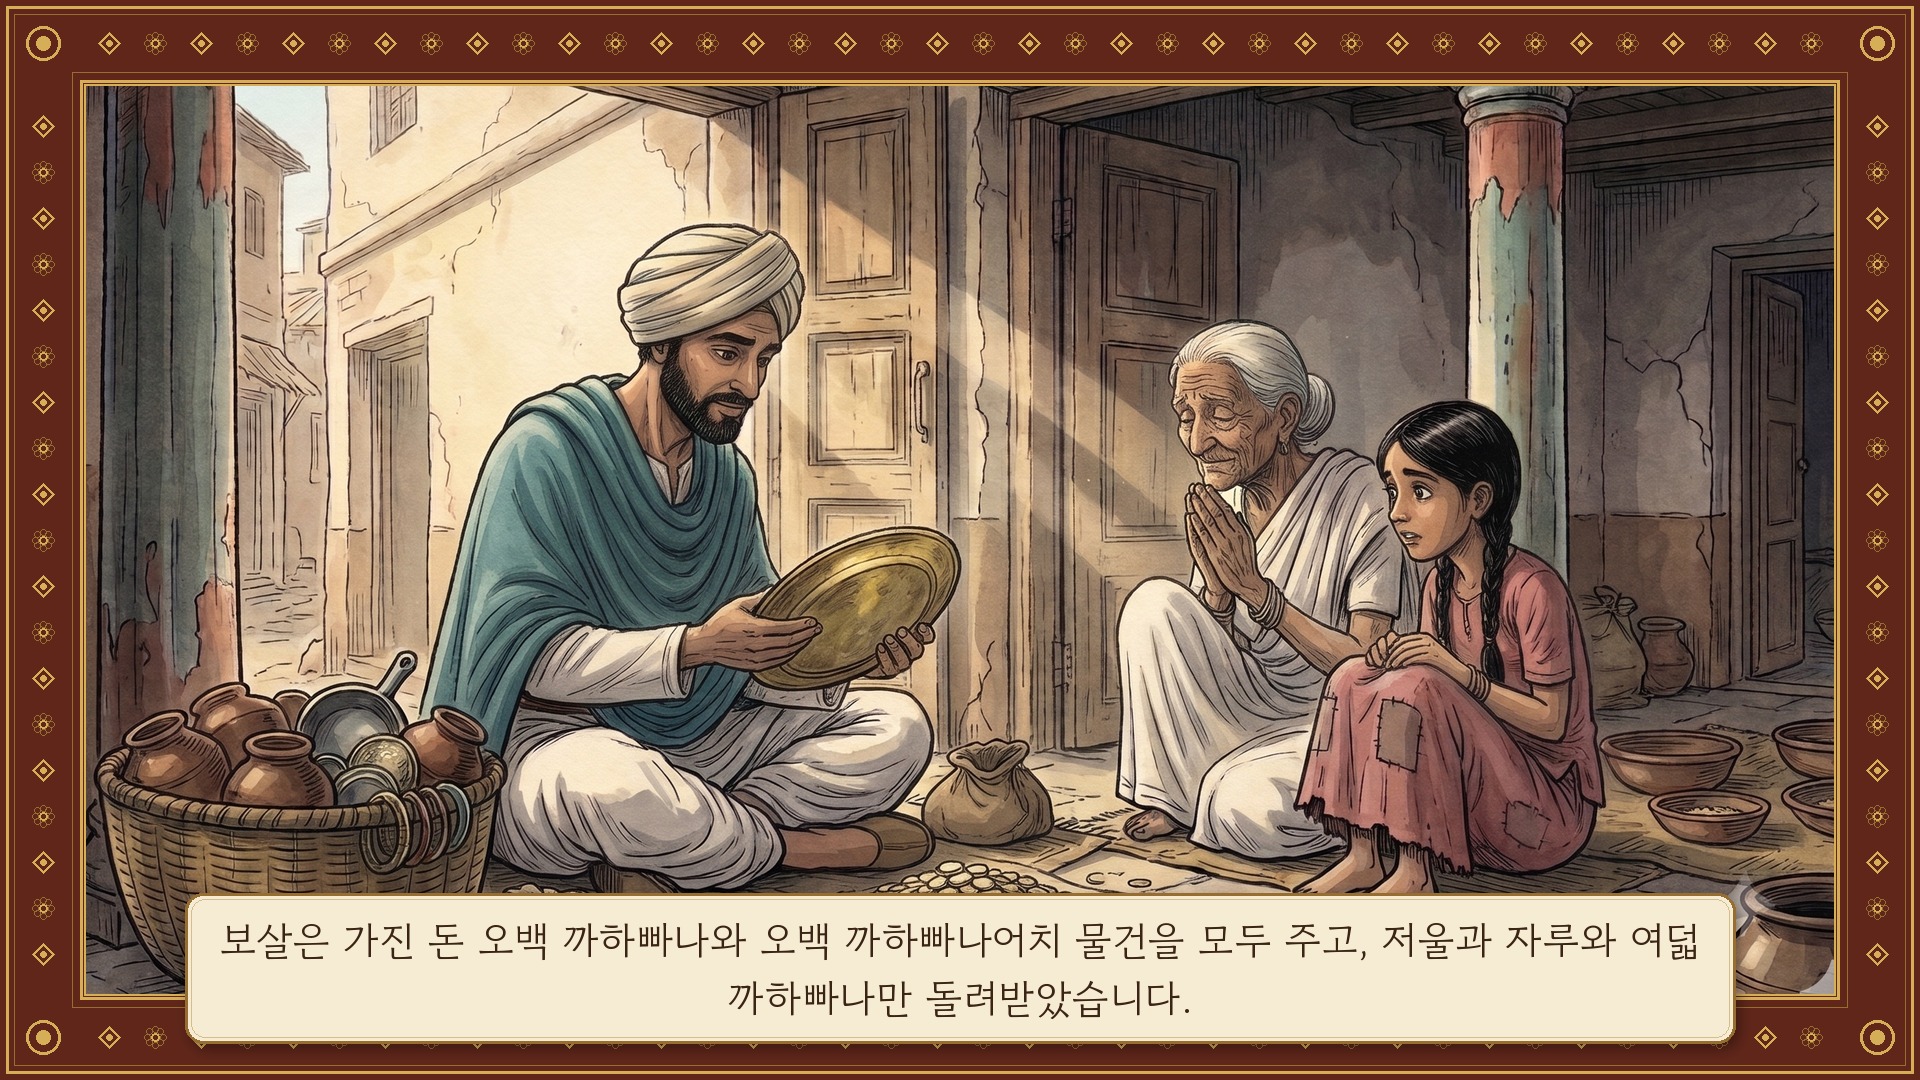 보살은 가진 돈 오백 까하빠나와 오백 까하빠나어치 물건을 모두 주고, 저울과 자루와 여덟
까하빠나만 돌려받았습니다.